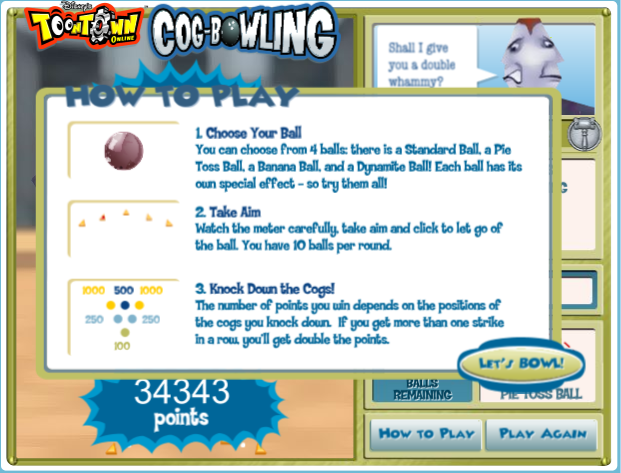 Disney's
TOONTOWN
ONLINE
COG-BOWLING
Shall I give
you a double
whammy?
HOW TO PLAY
1. Choose Your Ball
You can choose from 4 balls: there is a Standard Ball, a Pie
Toss Ball, a Banana Ball, and a Dynamite Ball! Each ball has its
own special effect - so try them all!
2. Take Aim
Watch the meter carefully, take aim and click to let go of
the ball. You have 10 balls per round.
1000 500 1000
250 250
100
3. Knock Down the Cogs!
The number of points you win depends on the positions of
the cogs you knock down. If you get more than one strike
in a row, you'll get double the points.
LET'S BOWL!
34343
points
BALLS
REMAINING
PIE TOSS BALL
HOW TO PLAY
PLAY AGAIN